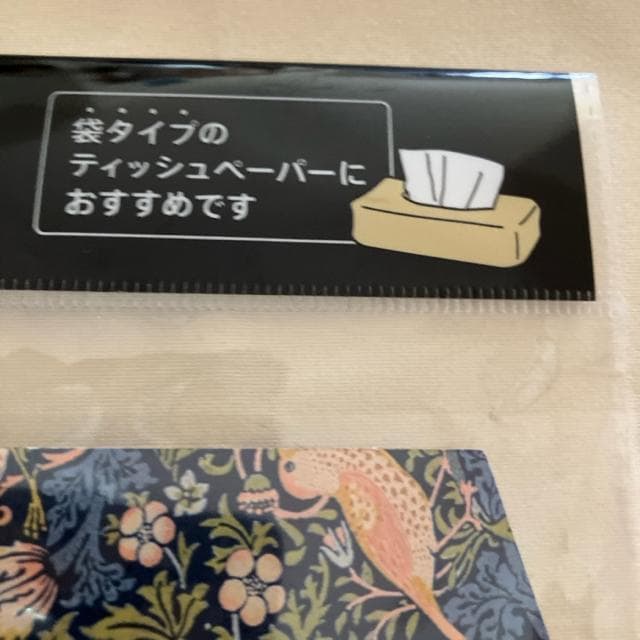 袋タイプの
ティッシュペーパーに
おすすめです